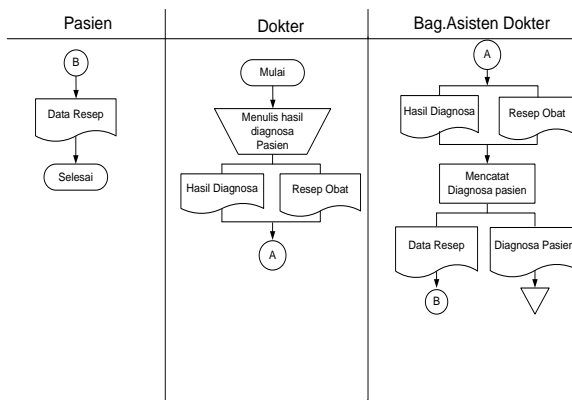 Pasien
Dokter
Bag.Asisten Dokter
B
Data Resep
Selesai
Mulai
Menulis hasil
diagnosa
Pasien
Hasil Diagnosa
Resep Obat
A
A
Hasil Diagnosa
Resep Obat
Mencatat
Diagnosa pasien
Data Resep
Diagnosa Pasien
B